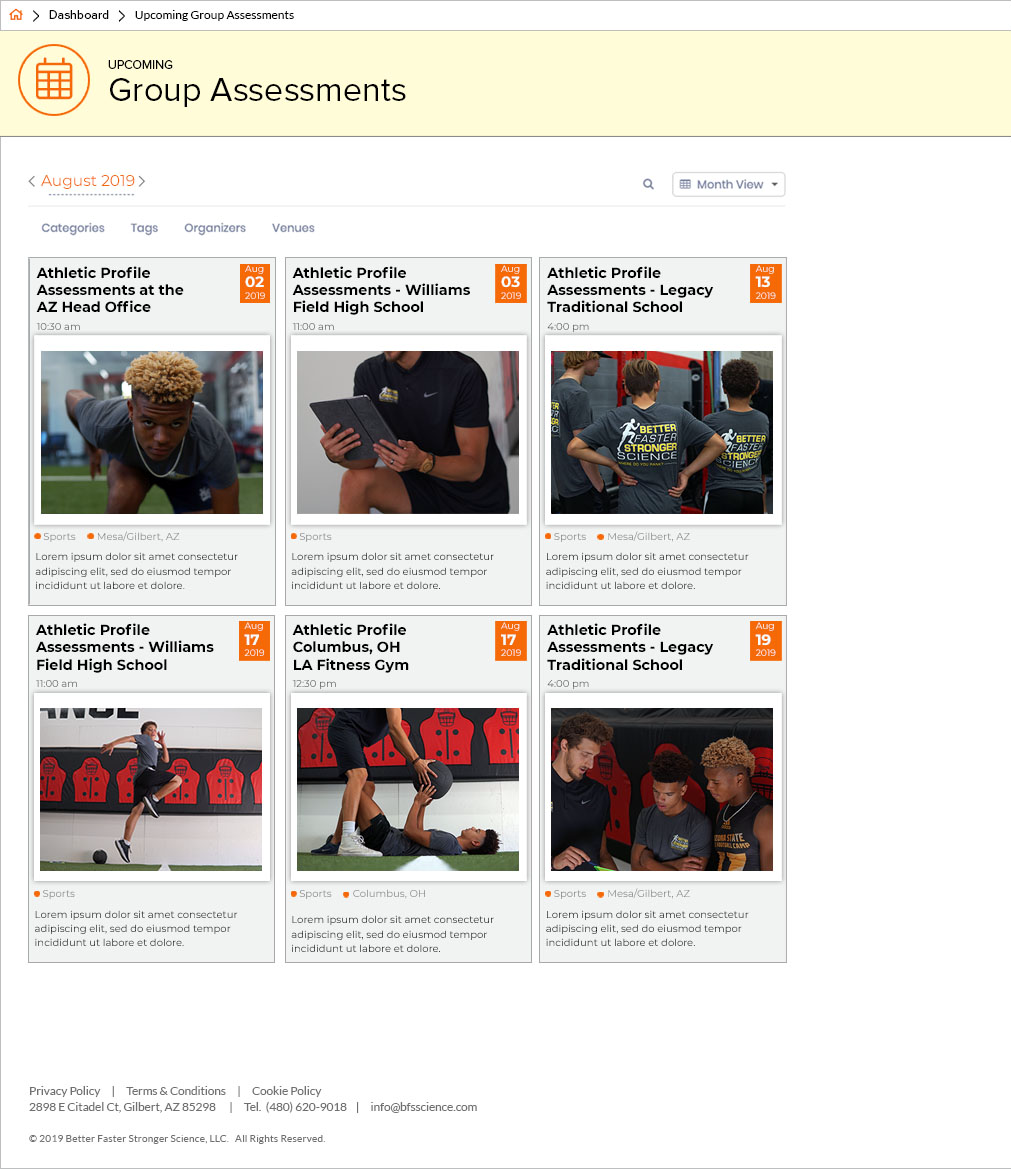 Dashboard
Upcoming Group Assessments
UPCOMING
Group Assessments
August 2019
Month View
Categories
Tags
Organizers
Venues
Athletic Profile
Assessments at the
AZ Head Office
10:30 am
Aug
02
2019
Sports
Mesa/Gilbert, AZ
Lorem ipsum dolor sit amet consectetur
adipiscing elit, sed do eiusmod tempor
incididunt ut labore et dolore.
Athletic Profile
Assessments - Williams
Field High School
11:00 am
Aug
03
2019
Sports
Lorem ipsum dolor sit amet consectetur
adipiscing elit, sed do eiusmod tempor
incididunt ut labore et dolore.
Athletic Profile
Assessments - Legacy
Traditional School
4:00 pm
Aug
13
2019
BETTER
FASTER
STRONGER
SCIENCE
BETTER
FASTER
STRONGER
SCIENCE
Sports
Mesa/Gilbert, AZ
Lorem ipsum dolor sit amet consectetur
adipiscing elit, sed do eiusmod tempor
incididunt ut labore et dolore.
Athletic Profile
Assessments - Williams
Field High School
11:00 am
Aug
17
2019
Sports
Lorem ipsum dolor sit amet consectetur
adipiscing elit, sed do eiusmod tempor
incididunt ut labore et dolore.
Athletic Profile
Columbus, OH
LA Fitness Gym
12:30 pm
Aug
17
2019
Sports
Columbus, OH
Lorem ipsum dolor sit amet consectetur
adipiscing elit, sed do eiusmod tempor
incididunt ut labore et dolore.
Athletic Profile
Assessments - Legacy
Traditional School
4:00 pm
Aug
19
2019
STATE
FOOTBALL CAMP
Sports
Mesa/Gilbert, AZ
Lorem ipsum dolor sit amet consectetur
adipiscing elit, sed do eiusmod tempor
incididunt ut labore et dolore.
Privacy Policy | Terms & Conditions | Cookie Policy
2898 E Citadel Ct, Gilbert, AZ 85298 | Tel. (480) 620-9018 | info@bfsscience.com
© 2019 Better Faster Stronger Science, LLC. All Rights Reserved.